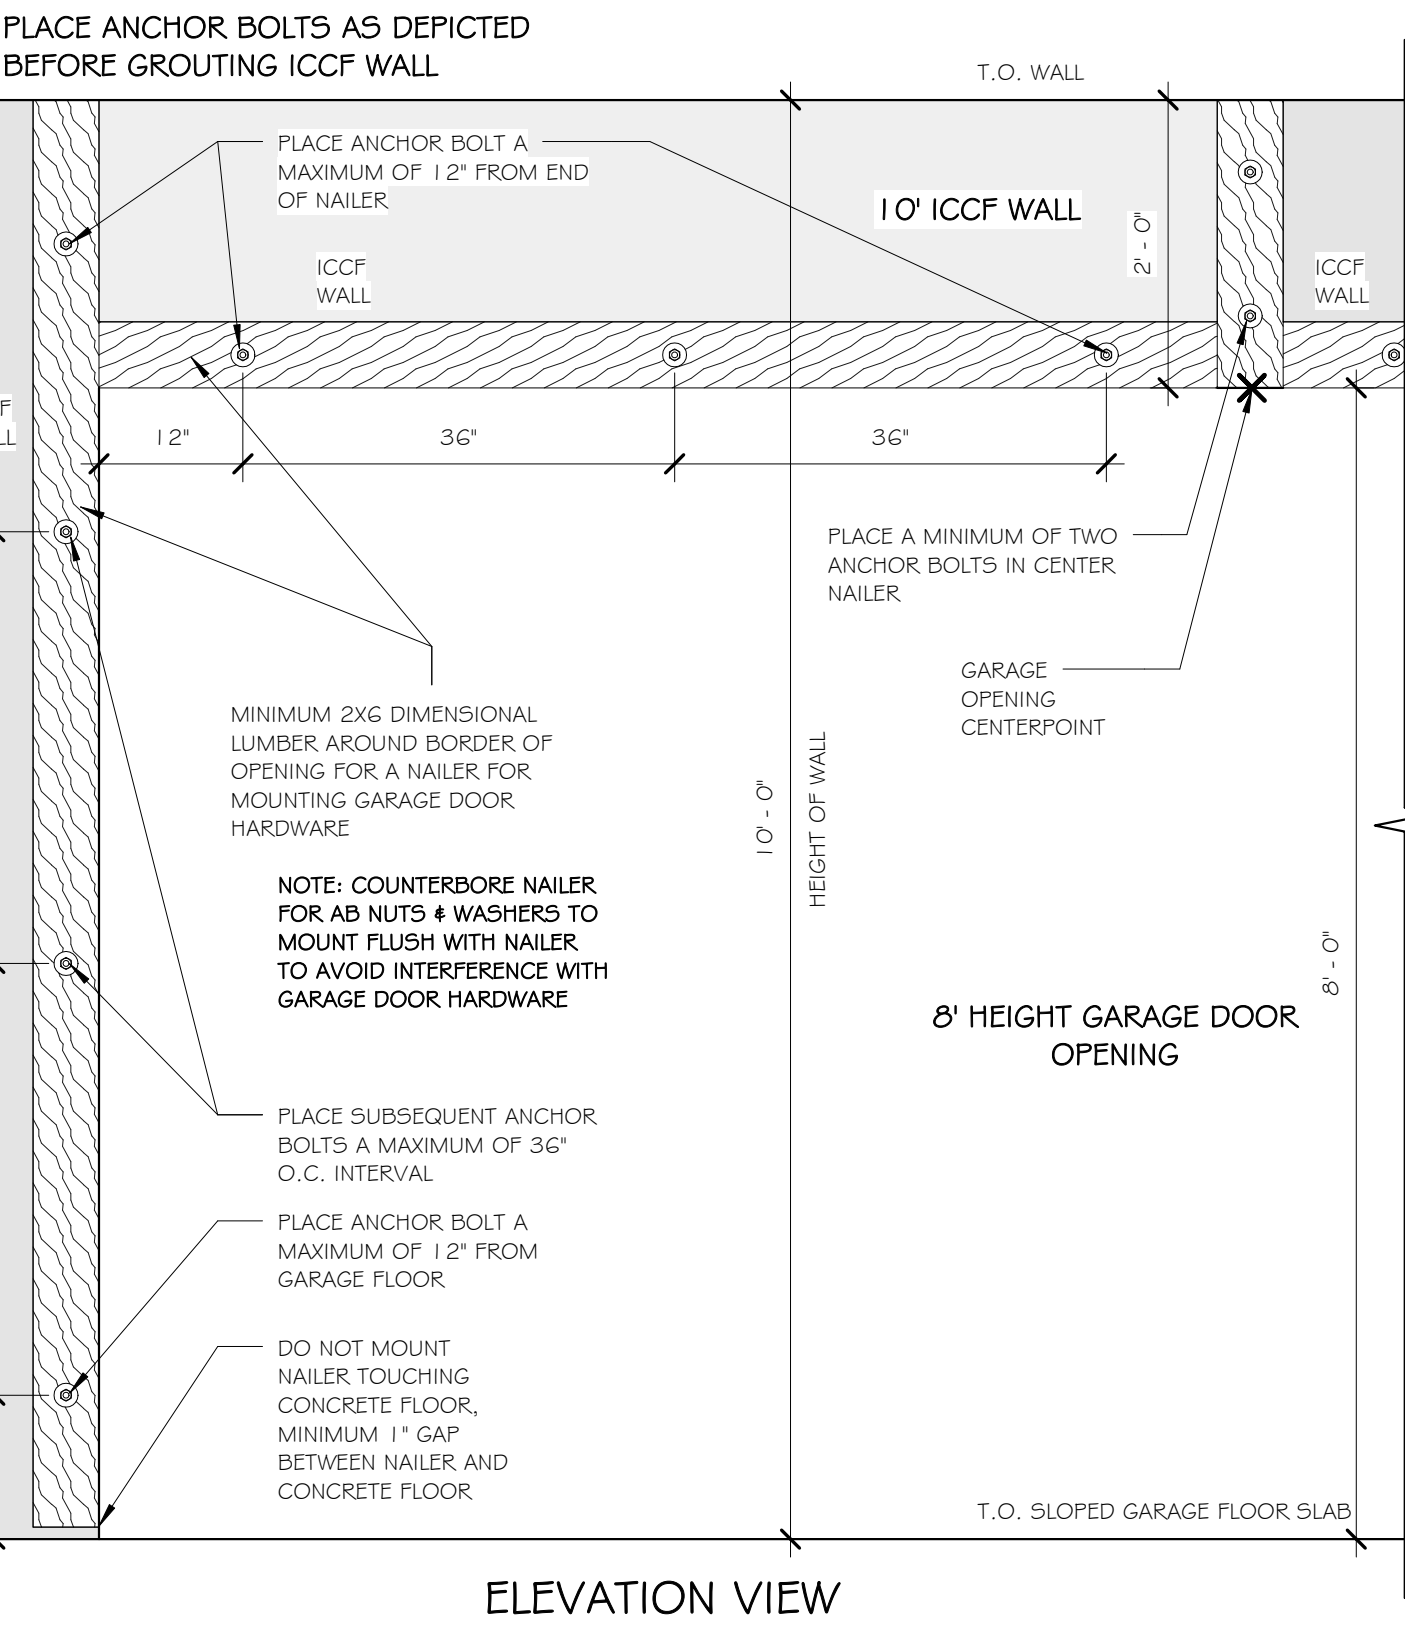 PLACE ANCHOR BOLTS AS DEPICTED
BEFORE GROUTING ICCF WALL
T.O. WALL
PLACE ANCHOR BOLT A
MAXIMUM OF 12" FROM END
OF NAILER
10' ICCF WALL
2' - 0"
ICCF
WALL
ICCF
WALL
F
LL
12"
36"
36"
PLACE A MINIMUM OF TWO
ANCHOR BOLTS IN CENTER
NAILER
GARAGE
OPENING
CENTERPOINT
MINIMUM 2X6 DIMENSIONAL
LUMBER AROUND BORDER OF
OPENING FOR A NAILER FOR
MOUNTING GARAGE DOOR
HARDWARE
10' - 0"
HEIGHT OF WALL
NOTE: COUNTERBORE NAILER
FOR AB NUTS & WASHERS TO
MOUNT FLUSH WITH NAILER
TO AVOID INTERFERENCE WITH
GARAGE DOOR HARDWARE
8' - 0"
8' HEIGHT GARAGE DOOR
OPENING
PLACE SUBSEQUENT ANCHOR
BOLTS A MAXIMUM OF 36"
O.C. INTERVAL
PLACE ANCHOR BOLT A
MAXIMUM OF 12" FROM
GARAGE FLOOR
DO NOT MOUNT
NAILER TOUCHING
CONCRETE FLOOR,
MINIMUM 1" GAP
BETWEEN NAILER AND
CONCRETE FLOOR
T.O. SLOPED GARAGE FLOOR SLAB
ELEVATION VIEW